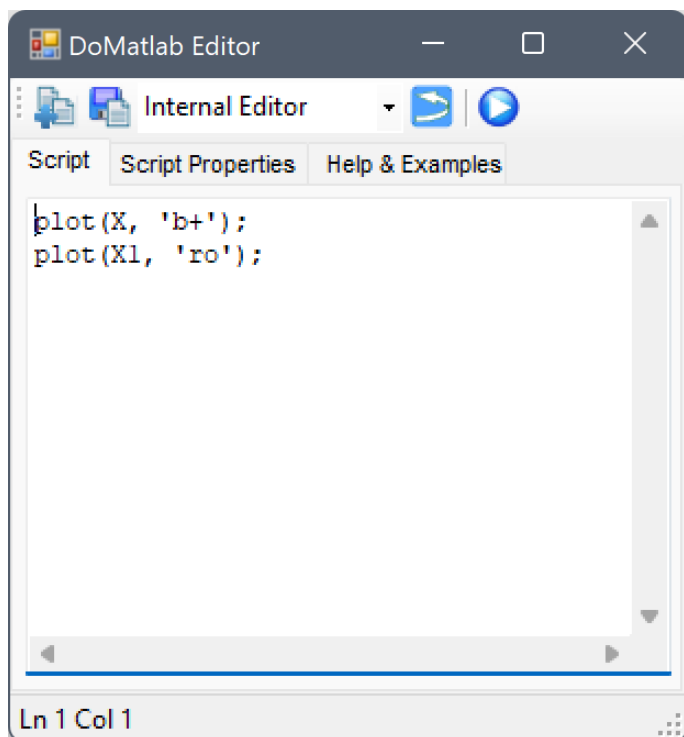 DoMatlab Editor
Internal Editor
Script Script Properties Help & Examples
plot(X, 'b+');
plot(X1, 'ro');
Ln 1 Col 1